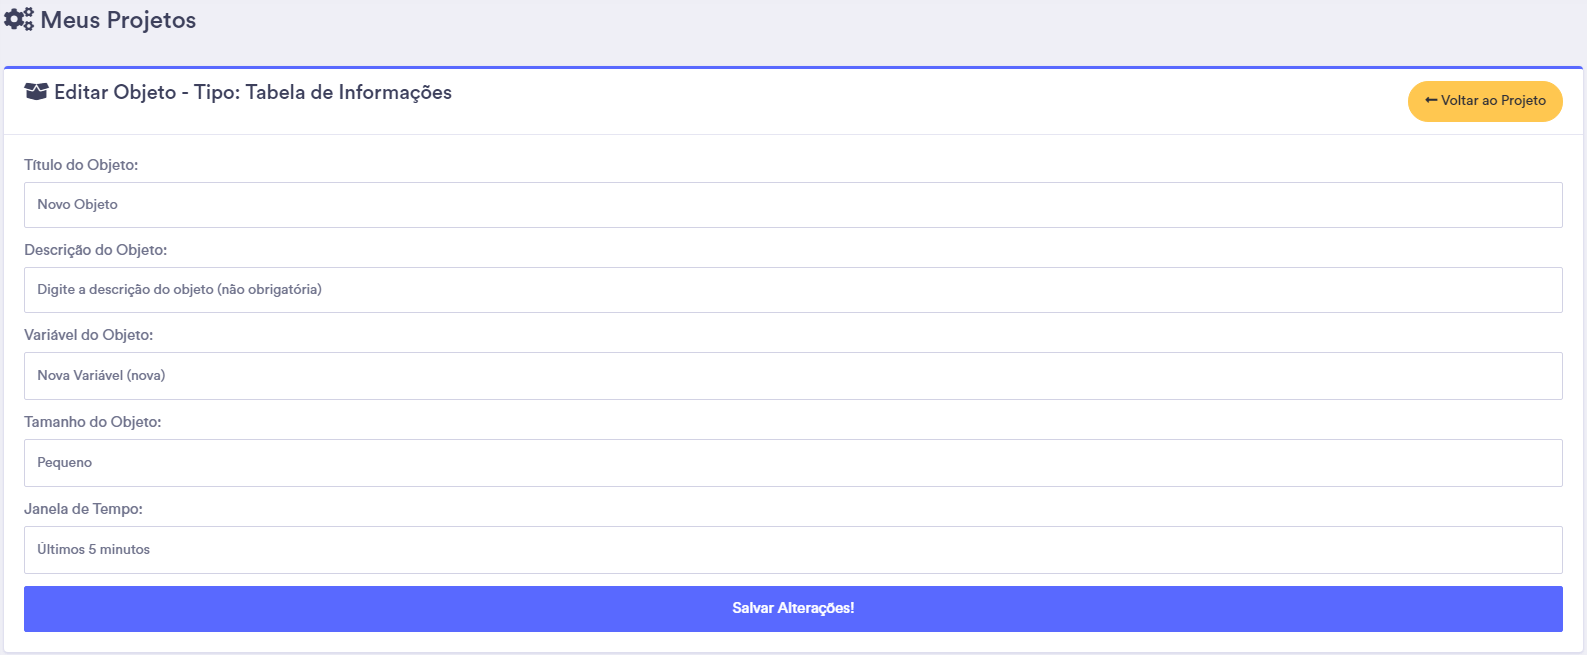 Meus Projetos
Editar Objeto - Tipo: Tabela de Informações
Voltar ao Projeto
Título do Objeto:
Novo Objeto
Descrição do Objeto:
Digite a descrição do objeto (não obrigatória)
Variável do Objeto:
Nova Variável (nova)
Tamanho do Objeto:
Pequeno
Janela de Tempo:
Últimos 5 minutos
Salvar Alterações!